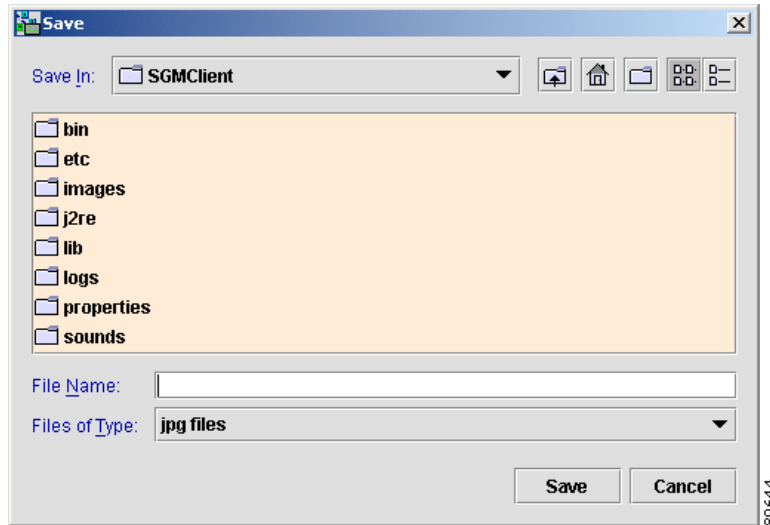 Save
Save In: SGMClient
bin
etc
images
j2re
lib
logs
properties
sounds
File Name:
Files of Type: jpg files
Save Cancel